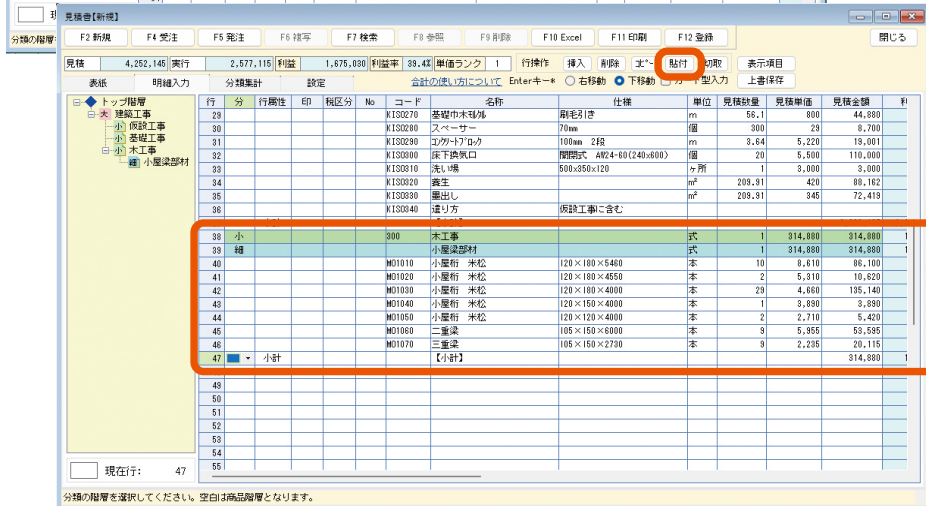 見積書【新規】
F2 新規 F4 受注 F5 発注 F6 複写 F7 検索 F8 参照 F9 削除 F10 Excel F11 印刷 F12 登録 閉じる
見積 4,252,145 実行 2,577,115 利益 1,675,030 利益率 39.4% 単価ランク 1 行操作 挿入 削除 ｺﾋﾟｰ 貼付 切取 表示項目
表紙 明細入力 分類集計 設定 合計の使い方について Enterキー* 右移動 下移動 カード型入力 上書保存
トップ階層
大 建築工事
小 仮設工事
小 基礎工事
小 木工事
細 小屋梁部材
行 分 行属性 印 税区分 No コード 名称 仕様 単位 見積数量 見積単価 見積金額
29 KIS0270 基礎巾木ﾓﾙﾀﾙ 刷毛引き m 56.1 800 44,880
30 KIS0280 スペーサー 70mm 個 300 29 8,700
31 KIS0290 ｺﾝｸﾘｰﾄﾌﾞﾛｯｸ 100mm 2段 m 3.64 5,220 19,001
32 KIS0300 床下換気口 開閉式 AW24-60(240×600) 個 20 5,500 110,000
33 KIS0310 洗い場 500×350×120 ヶ所 1 3,000 3,000
34 KIS0320 養生 m² 209.91 420 88,162
35 KIS0330 墨出し m² 209.91 345 72,419
36 KIS0340 遣り方 仮設工事に含む
38 小 300 木工事 式 1 314,880 314,880
39 細 小屋梁部材 式 1 314,880 314,880
40 MO1010 小屋桁 米松 120×180×5460 本 10 8,610 86,100
41 MO1020 小屋桁 米松 120×180×4550 本 2 5,310 10,620
42 MO1030 小屋桁 米松 120×180×4000 本 29 4,660 135,140
43 MO1040 小屋桁 米松 120×150×4000 本 1 3,890 3,890
44 MO1050 小屋桁 米松 120×120×4000 本 2 2,710 5,420
45 MO1060 二重梁 105×150×6000 本 9 5,955 53,595
46 MO1070 三重梁 105×150×2730 本 9 2,235 20,115
47 小計 【小計】 314,880
49
50
51
52
53
54
55
現在行: 47
分類の階層を選択してください。空白は商品階層となります。